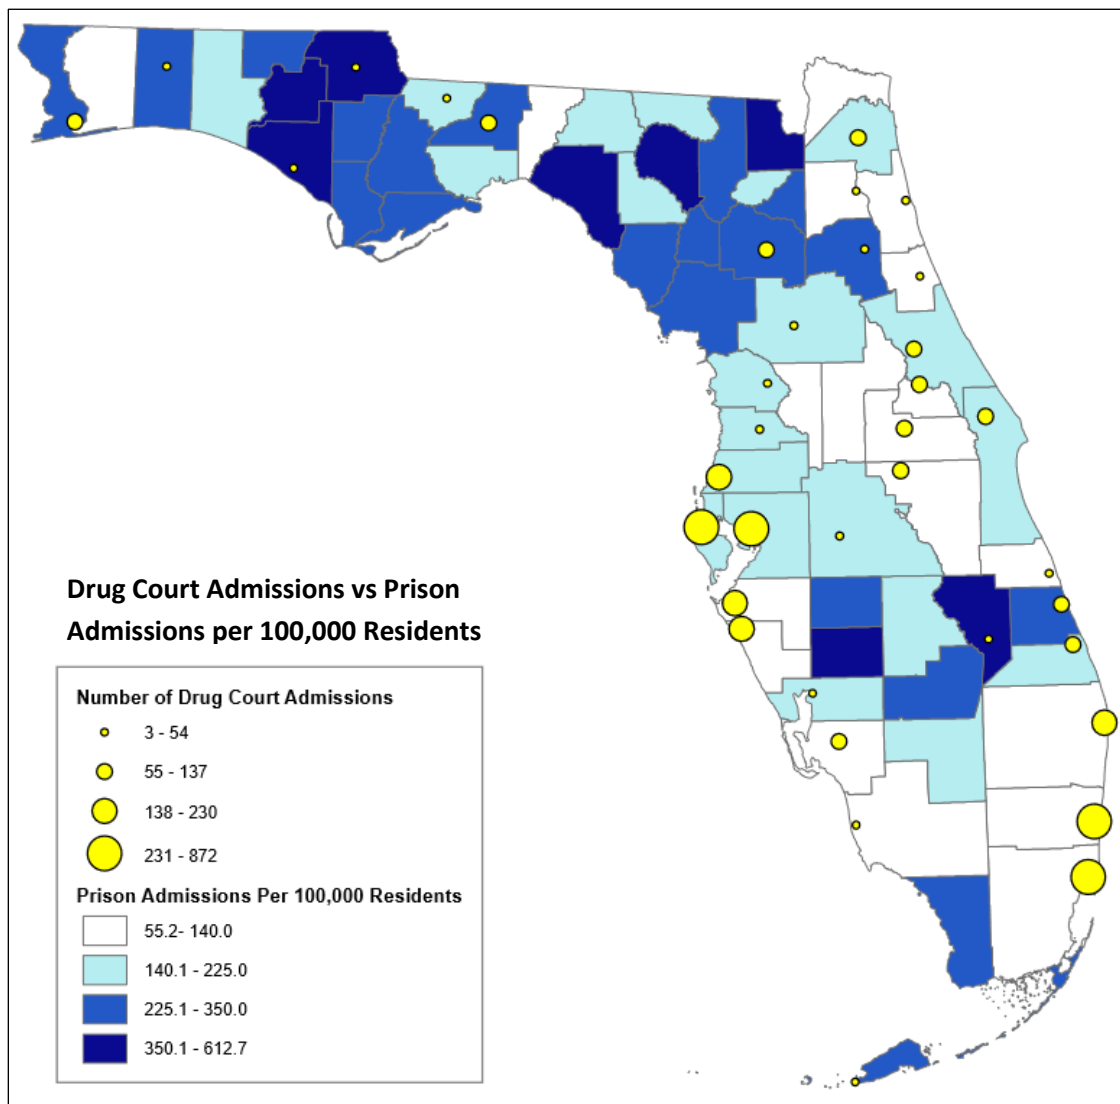 Drug Court Admissions vs Prison
Admissions per 100,000 Residents
Number of Drug Court Admissions
3 - 54
55 - 137
138 - 230
231 - 872
Prison Admissions Per 100,000 Residents
55.2- 140.0
140.1 - 225.0
225.1 - 350.0
350.1 - 612.7